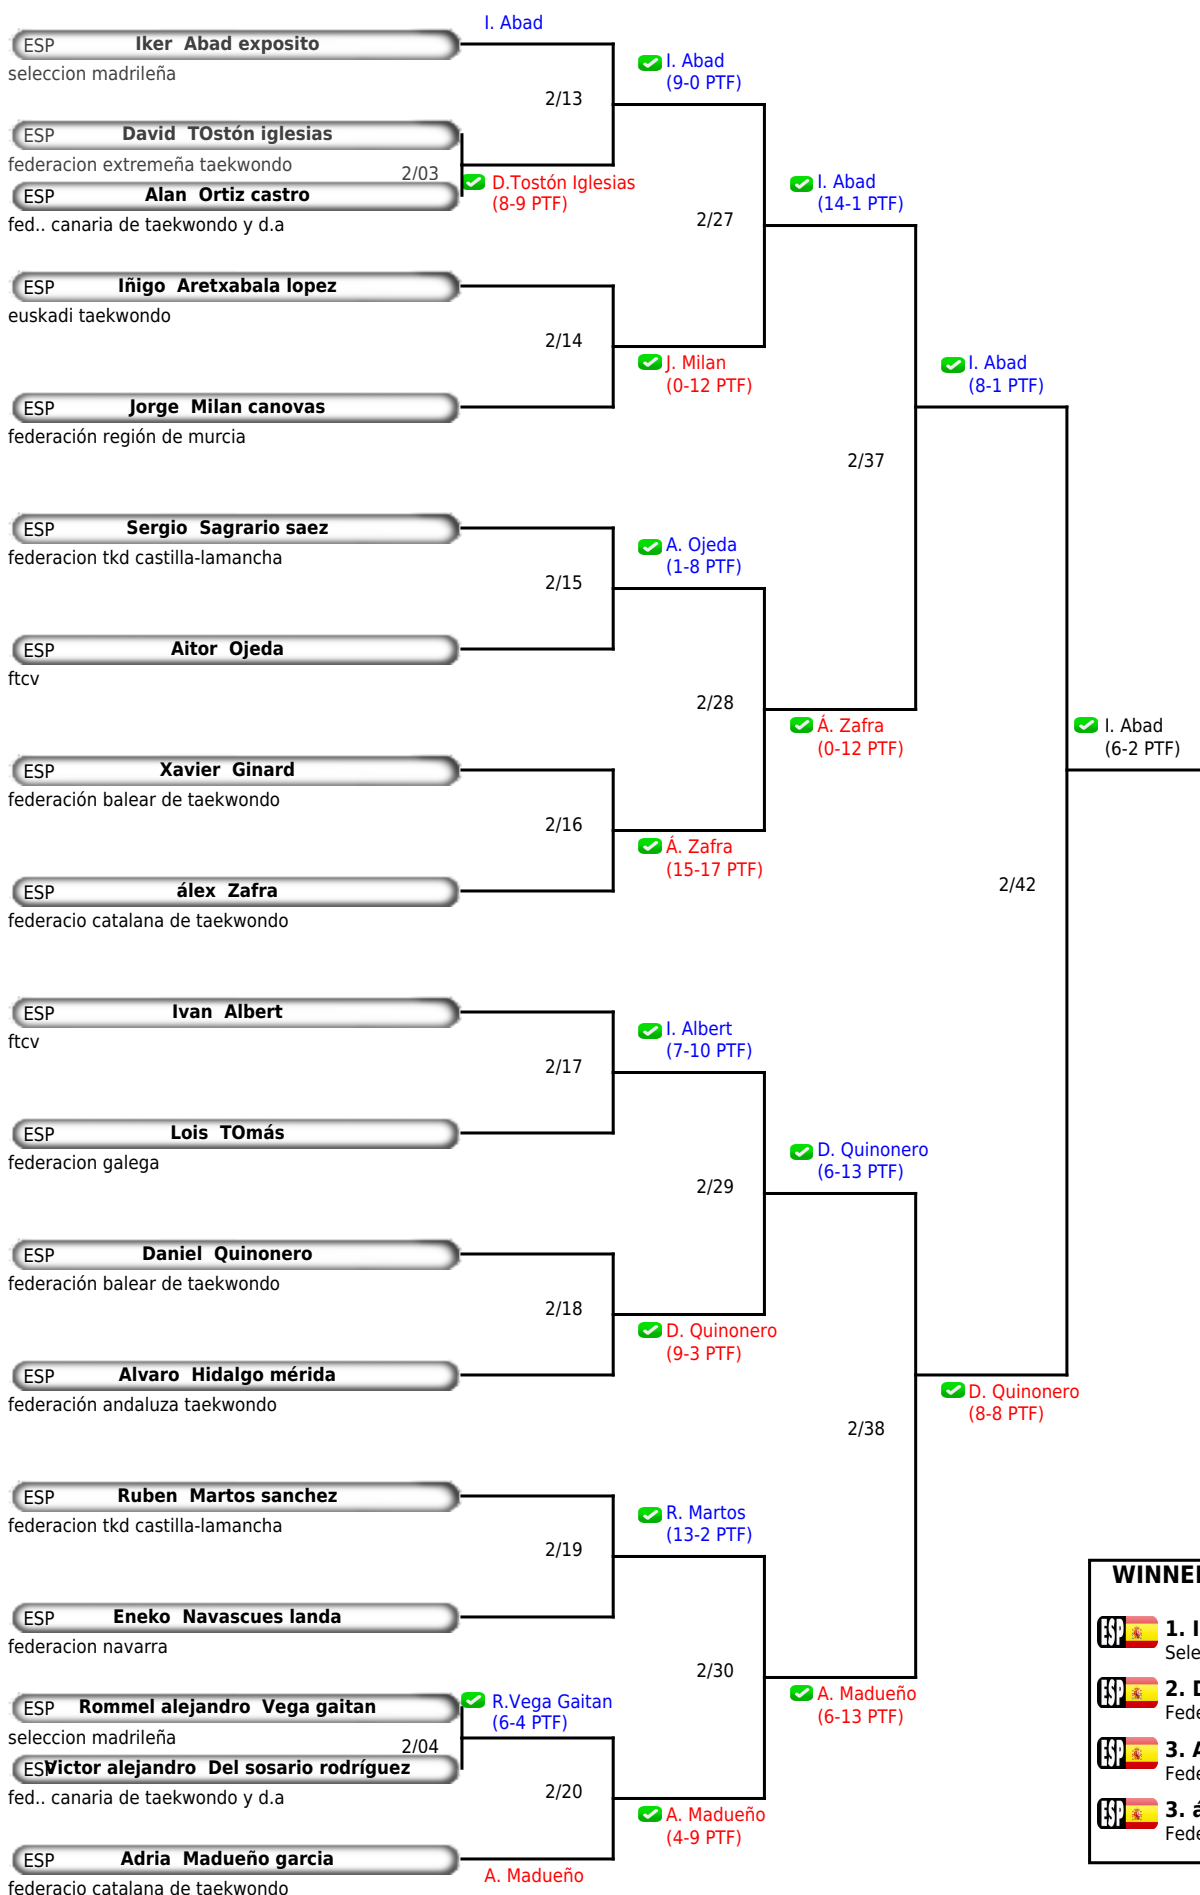 I. Abad
ESP Iker Abad exposito
seleccion madrileña
I. Abad
(9-0 PTF)
2/13
ESP David TOstón iglesias
federacion extremeña taekwondo
2/03
D.Tostón Iglesias
(8-9 PTF)
ESP Alan Ortiz castro
fed.. canaria de taekwondo y d.a
I. Abad
(14-1 PTF)
2/27
ESP Iñigo Aretxabala lopez
euskadi taekwondo
2/14
J. Milan
(0-12 PTF)
I. Abad
(8-1 PTF)
ESP Jorge Milan canovas
federación región de murcia
2/37
ESP Sergio Sagrario saez
federacion tkd castilla-lamancha
A. Ojeda
(1-8 PTF)
2/15
ESP Aitor Ojeda
ftcv
2/28
Á. Zafra
(0-12 PTF)
I. Abad
(6-2 PTF)
ESP Xavier Ginard
federación balear de taekwondo
2/16
Á. Zafra
(15-17 PTF)
ESP álex Zafra
federacio catalana de taekwondo
2/42
ESP Ivan Albert
ftcv
I. Albert
(7-10 PTF)
2/17
ESP Lois TOmás
federacion galega
D. Quinonero
(6-13 PTF)
2/29
ESP Daniel Quinonero
federación balear de taekwondo
2/18
D. Quinonero
(9-3 PTF)
ESP Alvaro Hidalgo mérida
federación andaluza taekwondo
D. Quinonero
(8-8 PTF)
2/38
ESP Ruben Martos sanchez
federacion tkd castilla-lamancha
R. Martos
(13-2 PTF)
2/19
ESP Eneko Navascues landa
federacion navarra
2/30
A. Madueño
(6-13 PTF)
ESP Rommel alejandro Vega gaitan
seleccion madrileña
2/04
R.Vega Gaitan
(6-4 PTF)
ESP Victor alejandro Del sosario rodríguez
fed.. canaria de taekwondo y d.a
2/20
A. Madueño
(4-9 PTF)
ESP Adria Madueño garcia
federacio catalana de taekwondo
A. Madueño
WINNE
ESP 1. I
Sele
ESP 2. D
Fede
ESP 3. A
Fede
ESP 3. á
Fede